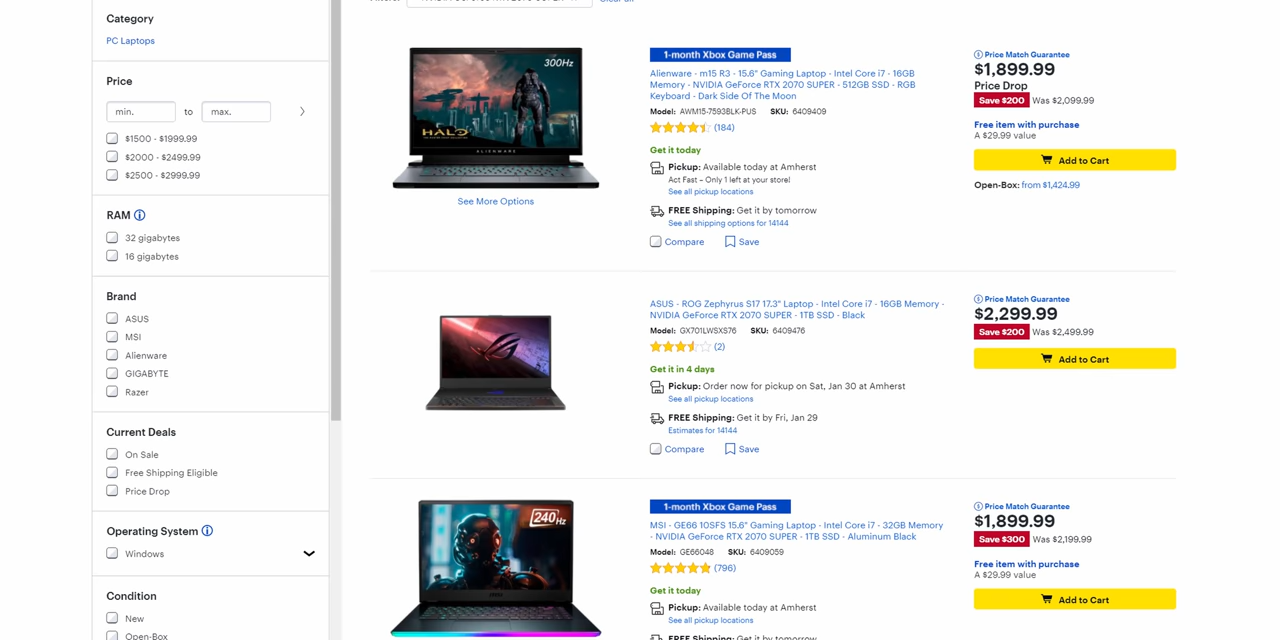 Category
PC Laptops
Price
min. to max.
$1500 - $1999.99
$2000 - $2499.99
$2500 - $2999.99
RAM
32 gigabytes
16 gigabytes
Brand
ASUS
MSI
Alienware
GIGABYTE
Razer
Current Deals
On Sale
Free Shipping Eligible
Price Drop
Operating System
Windows
Condition
New
Open-Box
300Hz
HALO
ALIENWARE
See More Options
1-month Xbox Game Pass
Alienware - m15 R3 - 15.6" Gaming Laptop - Intel Core i7 - 16GB
Memory - NVIDIA GeForce RTX 2070 SUPER - 512GB SSD - RGB
Keyboard - Dark Side Of The Moon
Model: AWM15-7593BLK-PUS SKU: 6409409
(184)
Get it today
Pickup: Available today at Amherst
Act Fast – Only 1 left at your store!
See all pickup locations
FREE Shipping: Get it by tomorrow
See all shipping options for 14144
Compare Save
Price Match Guarantee
$1,899.99
Price Drop
Save $200 Was $2,099.99
Free item with purchase
A $29.99 value
Add to Cart
Open-Box: from $1,424.99
ASUS - ROG Zephyrus S17 17.3" Laptop - Intel Core i7 - 16GB Memory -
NVIDIA GeForce RTX 2070 SUPER - 1TB SSD - Black
Model: GX701LWSXS76 SKU: 6409476
(2)
Get it in 4 days
Pickup: Order now for pickup on Sat, Jan 30 at Amherst
See all pickup locations
FREE Shipping: Get it by Fri, Jan 29
Estimates for 14144
Compare Save
Price Match Guarantee
$2,299.99
Save $200 Was $2,499.99
Add to Cart
240Hz
1-month Xbox Game Pass
MSI - GE66 10SFS 15.6" Gaming Laptop - Intel Core i7 - 32GB Memory
- NVIDIA GeForce RTX 2070 SUPER - 1TB SSD - Aluminum Black
Model: GE66048 SKU: 6409059
(796)
Get it today
Pickup: Available today at Amherst
See all pickup locations
FREE Shipping: Get it by tomorrow
Price Match Guarantee
$1,899.99
Save $300 Was $2,199.99
Free item with purchase
A $29.99 value
Add to Cart